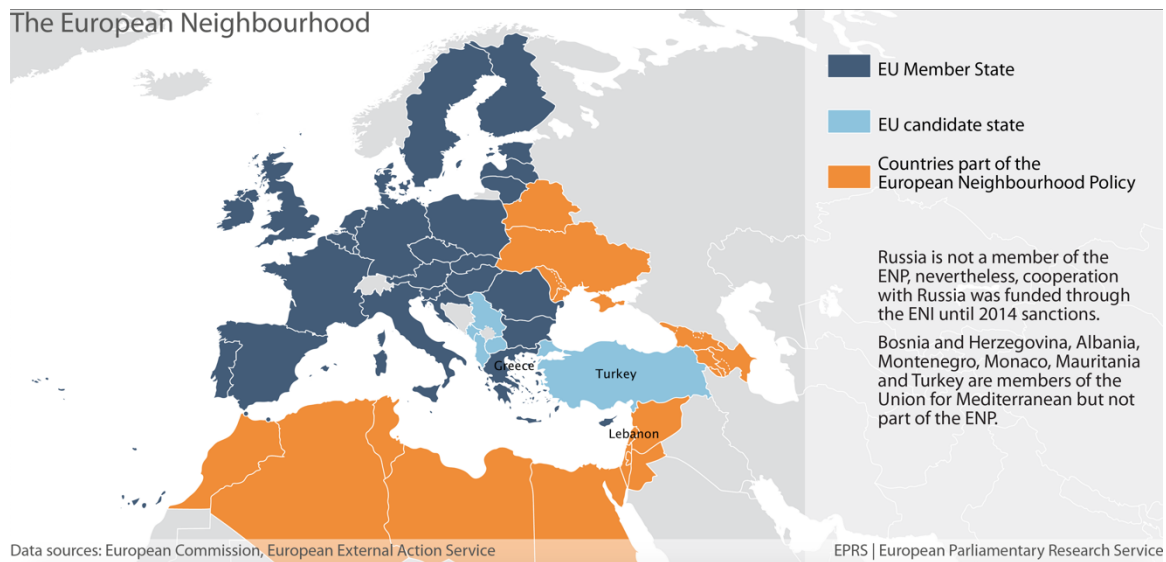 The European Neighbourhood
EU Member State
EU candidate state
Countries part of the
European Neighbourhood Policy
Russia is not a member of the
ENP, nevertheless, cooperation
with Russia was funded through
the ENI until 2014 sanctions.
Bosnia and Herzegovina, Albania,
Montenegro, Monaco, Mauritania
and Turkey are members of the
Union for Mediterranean but not
part of the ENP.
Greece
Turkey
Lebanon
Data sources: European Commission, European External Action Service
EPRS | European Parliamentary Research Service